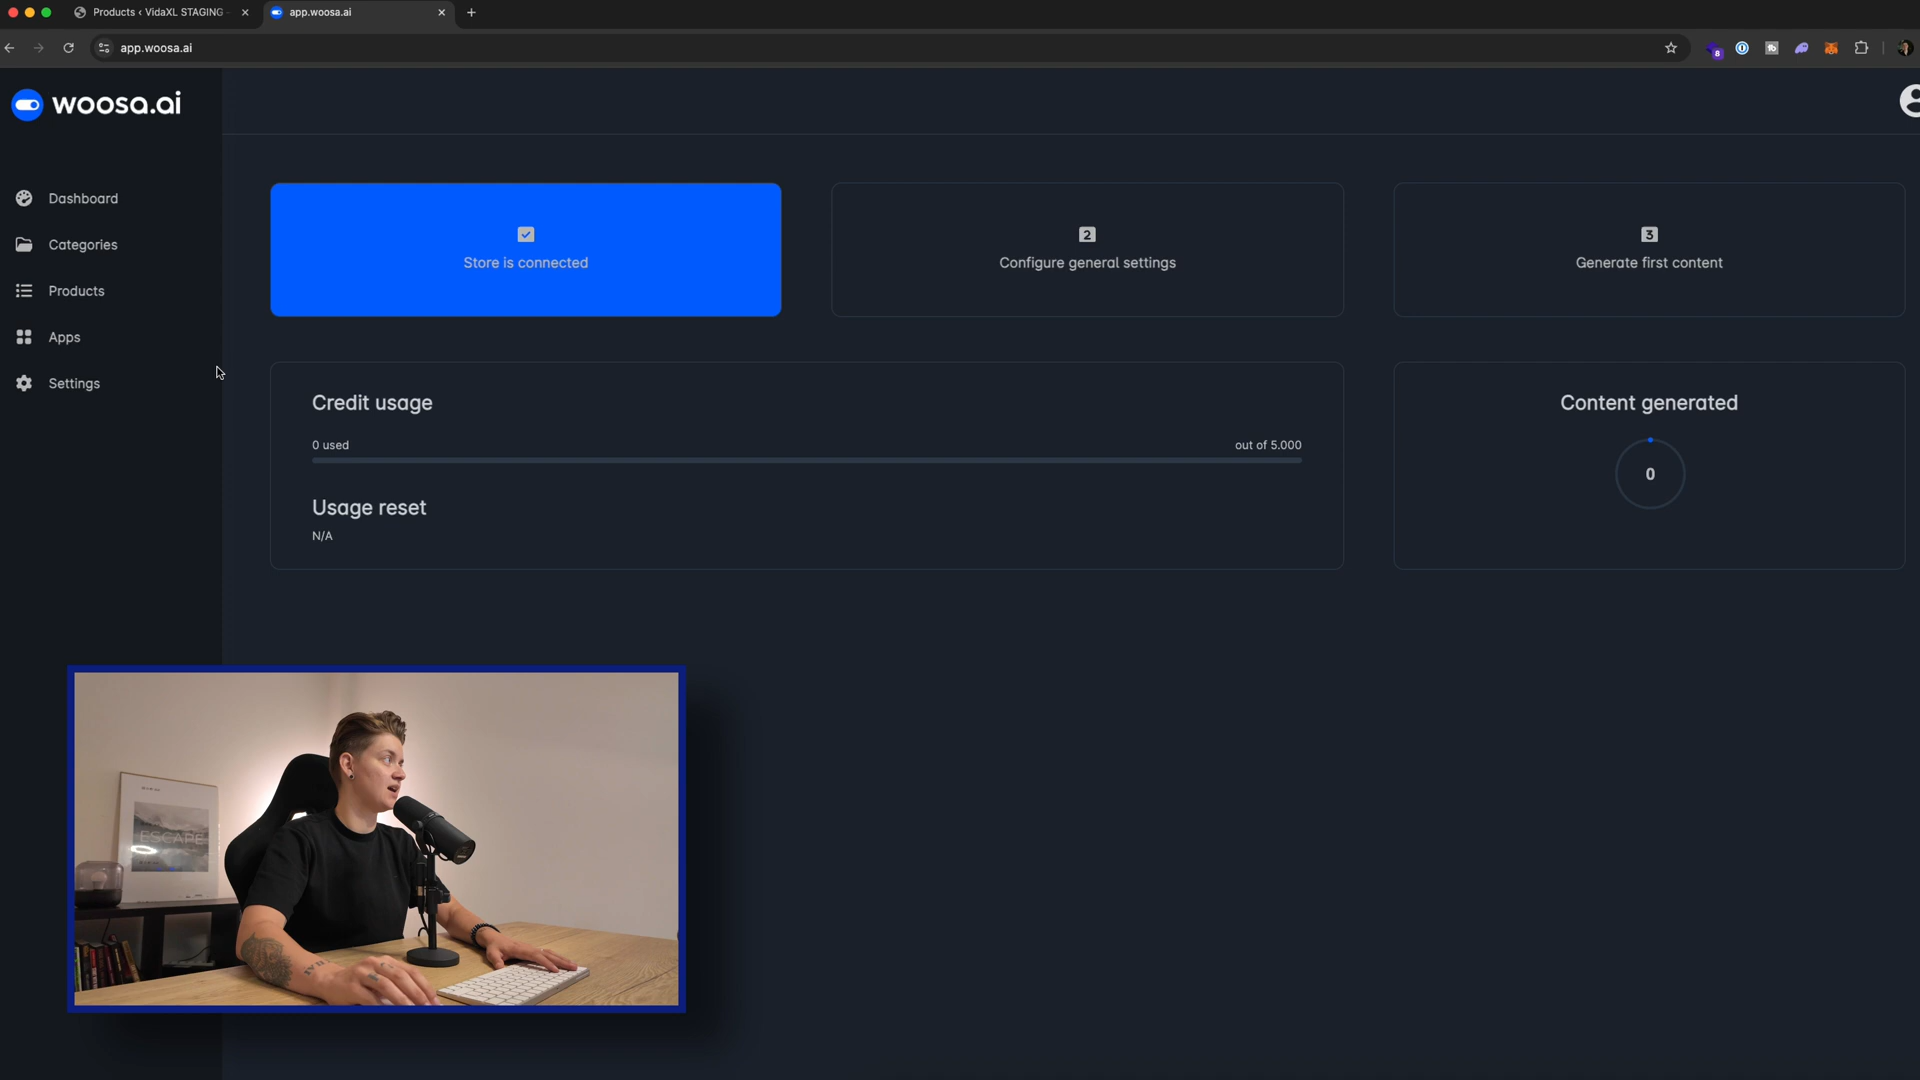 Products ‹ VidaXL STAGING
app.woosa.ai
app.woosa.ai
8
woosa.ai
Dashboard
Categories
Products
Apps
Settings
Store is connected
2
Configure general settings
3
Generate first content
Credit usage
0 used
out of 5.000
Usage reset
N/A
Content generated
0
ESCAPE